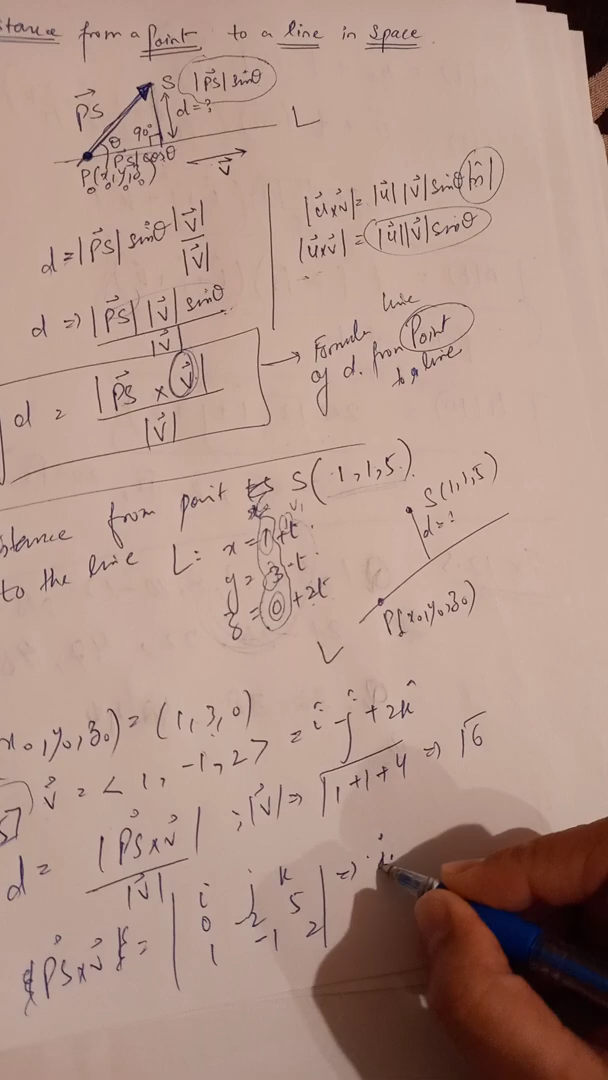 stance from a Point to a line in space
PS S |PS| sinθ
d = ?
θ 90° L
|PS| cosθ
P(x₀, y₀, z₀) v
d = |PS| sinθ |v| / |v|
|u×v| = |u| |v| sinθ |n̂|
|u×v| = |u| |v| sinθ
d => |PS| |v| sinθ / |v|
d = |PS × v| / |v|
line
Formula
of d. from Point
to a line
istance from point S(1,1,5)
to the line L: x = 1+t
y = 3-t
z = 0+2t
S(1,1,5)
d = ?
P(x₀, y₀, z₀)
L
x₀, y₀, z₀) = (1, 3, 0)
v = < 1, -1, 2 > = î - ĵ + 2k̂
d = |PS×v| / |v| ; |v| => √1+1+4 => √6
PS×v = | i j k | => i
0 -2 5
1 -1 2